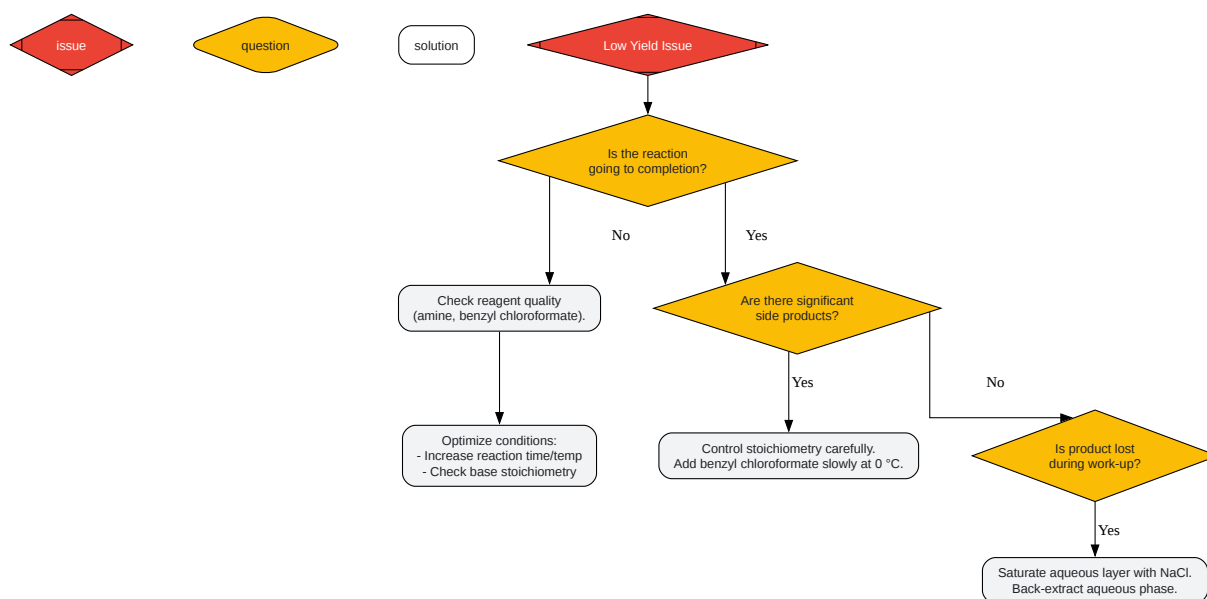 issue
question
solution
Low Yield Issue
Is the reaction
going to completion?
No
Yes
Check reagent quality
(amine, benzyl chloroformate).
Are there significant
side products?
Yes
No
Optimize conditions:
- Increase reaction time/temp
- Check base stoichiometry
Control stoichiometry carefully.
Add benzyl chloroformate slowly at 0 °C.
Is product lost
during work-up?
Yes
Saturate aqueous layer with NaCl.
Back-extract aqueous phase.